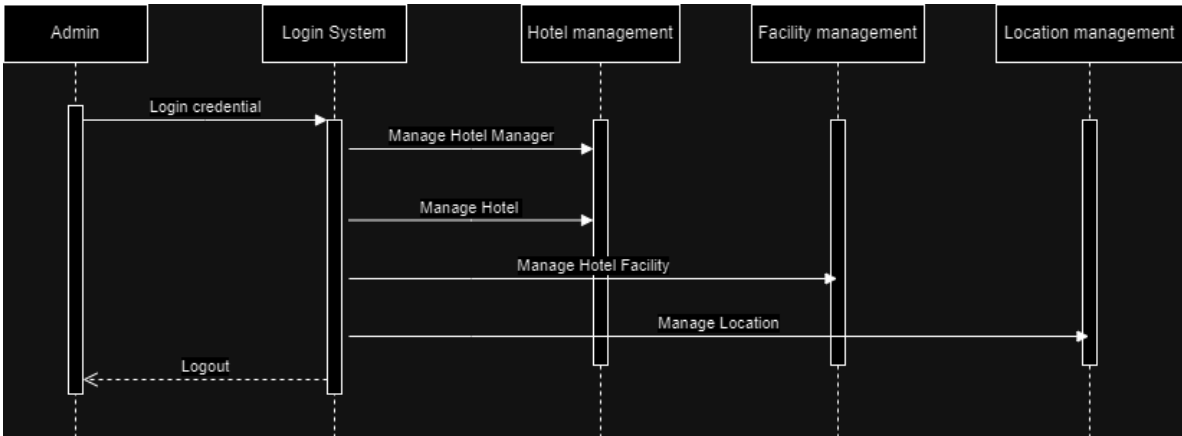 Admin
Login System
Hotel management
Facility management
Location management
Login credential
Manage Hotel Manager
Manage Hotel
Manage Hotel Facility
Manage Location
Logout